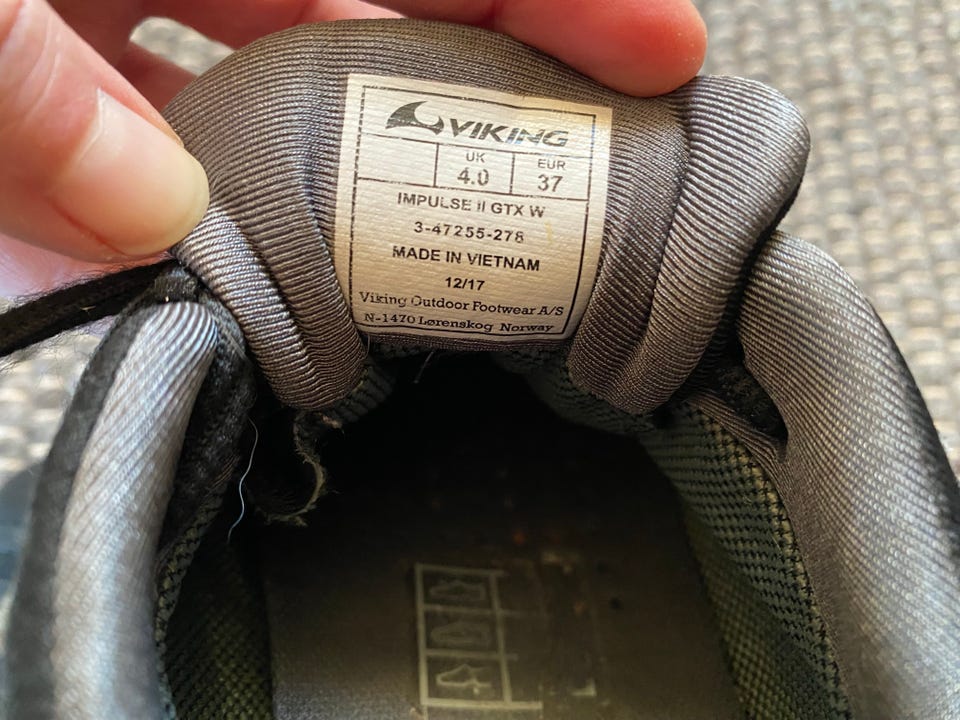 VIKING
UK EUR
4.0 37
IMPULSE II GTX W
3-47255-278
MADE IN VIETNAM
12/17
Viking Outdoor Footwear A/S
N-1470 Lørenskog Norway